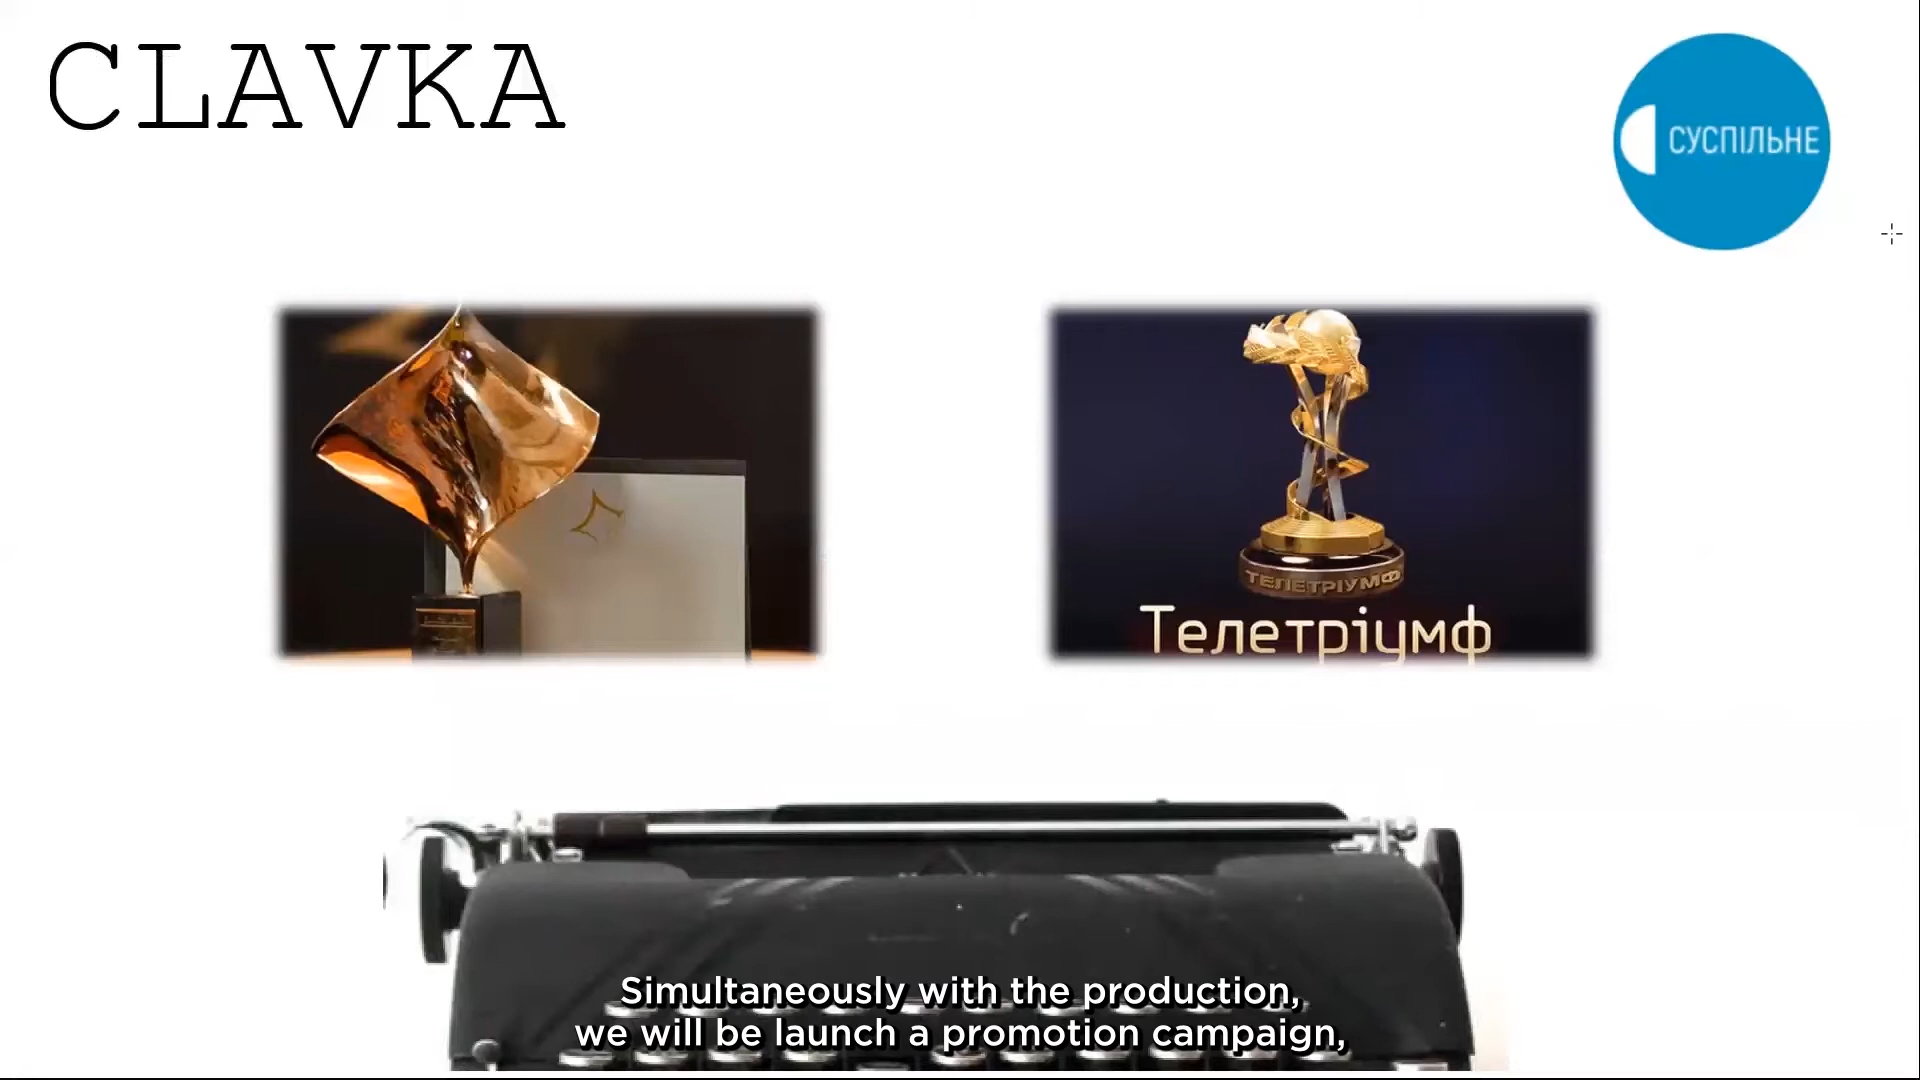 CLAVKA
СУСПІЛЬНЕ
ТЕЛЕТРІУМФ
Телетріумф
Simultaneously with the production,
we will be launch a promotion campaign,